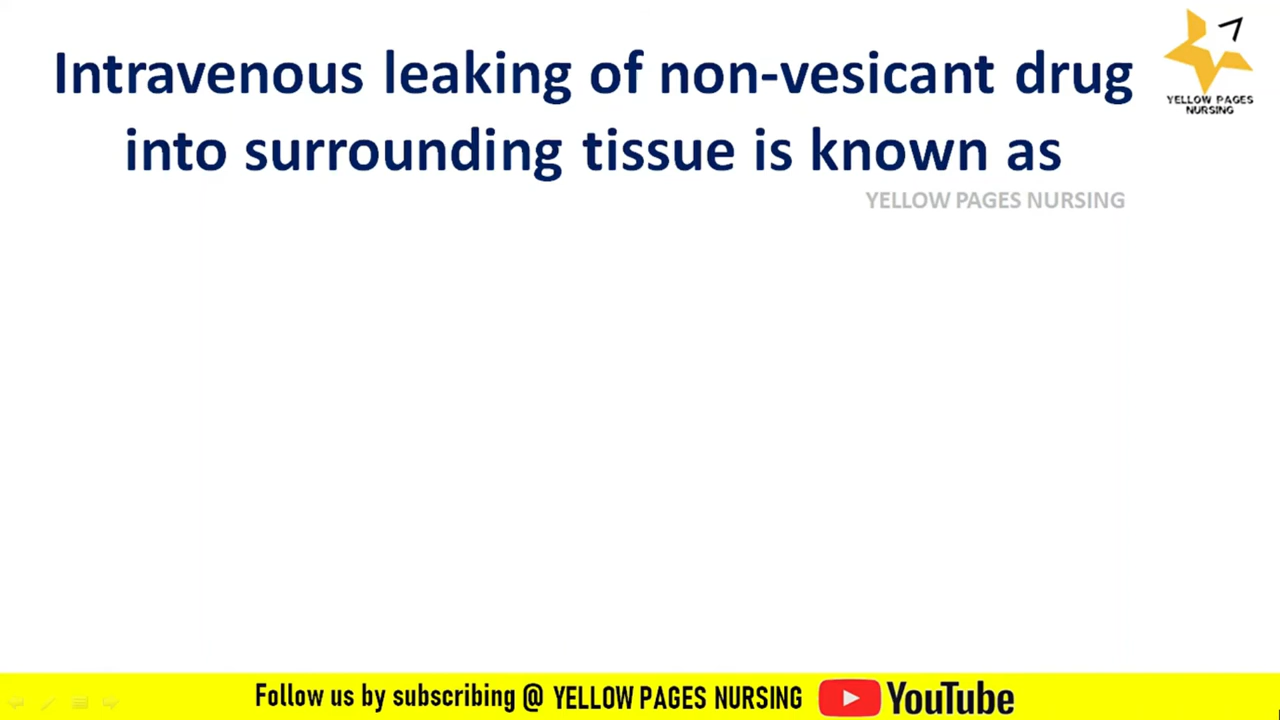 Intravenous leaking of non-vesicant drug
into surrounding tissue is known as
YELLOW PAGES
NURSING
YELLOW PAGES NURSING
Follow us by subscribing @ YELLOW PAGES NURSING YouTube